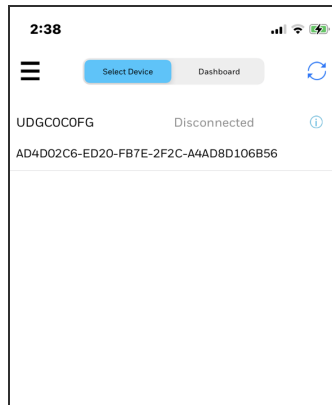 2:38
Select Device Dashboard
UDGC0C0FG Disconnected
AD4D02C6-ED20-FB7E-2F2C-A4AD8D106B56